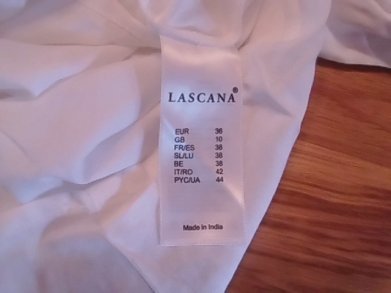 LASCANA®
EUR 36
GB 10
FR/ES 38
SL/LU 38
BE 38
IT/RO 42
PYC/UA 44
Made in India